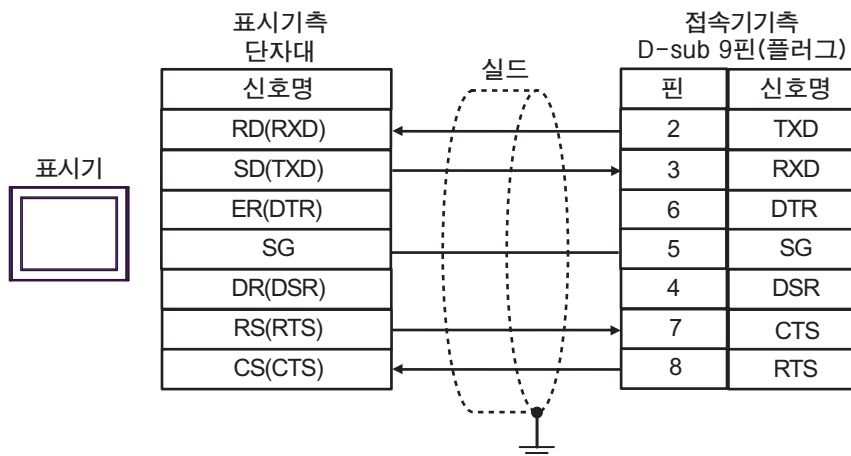 표시기측
단자대
접속기기측
D-sub 9핀(플러그)
실드
신호명
핀
신호명
RD(RXD)
2
TXD
표시기
SD(TXD)
3
RXD
ER(DTR)
6
DTR
SG
5
SG
DR(DSR)
4
DSR
RS(RTS)
7
CTS
CS(CTS)
8
RTS